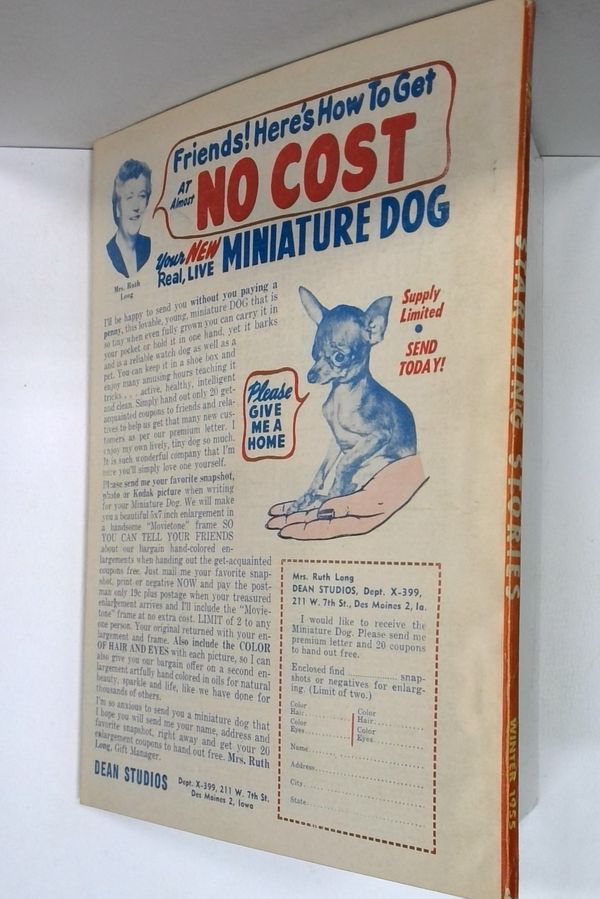 Friends! Here's How To Get
AT
Almost
NO COST
Your NEW
Real, LIVE
MINIATURE DOG
Mrs. Ruth
Long
I'll be happy to send you without you paying a
penny, this lovable, young, miniature DOG that is
so tiny when even fully grown you can carry it in
your pocket or hold it in one hand, yet it barks
and is a reliable watch dog as well as a
pet. You can keep it in a shoe box and
enjoy many amusing hours teaching it
tricks . . . active, healthy, intelligent
and clean. Simply hand out only 20 get-
acquainted coupons to friends and rela-
tives to help us get that many new cus-
tomers as per our premium letter. I
enjoy my own lively, tiny dog so much.
It is such wonderful company that I'm
sure you'll simply love one yourself.
Please send me your favorite snapshot,
photo or Kodak picture when writing
for your Miniature Dog. We will make
you a beautiful 5x7 inch enlargement in
a handsome "Movietone" frame SO
YOU CAN TELL YOUR FRIENDS
about our bargain hand-colored en-
largements when handing out the get-acquainted
coupons free. Just mail me your favorite snap-
shot, print or negative NOW and pay the post-
man only 19c plus postage when your treasured
enlargement arrives and I'll include the "Movie-
tone" frame at no extra cost. LIMIT of 2 to any
one person. Your original returned with your en-
largement and frame. Also include the COLOR
OF HAIR AND EYES with each picture, so I can
also give you our bargain offer on a second en-
largement artfully hand colored in oils for natural
beauty, sparkle and life, like we have done for
thousands of others.
I'm so anxious to send you a miniature dog that
I hope you will send me your name, address and
favorite snapshot, right away and get your 20
enlargement coupons to hand out free. Mrs. Ruth
Long, Gift Manager.
DEAN STUDIOS
Dept. X-399, 211 W. 7th St,
Des Moines 2, Iowa
Supply
Limited
•
SEND
TODAY!
Please
GIVE
ME A
HOME
Mrs. Ruth Long
DEAN STUDIOS, Dept. X-399,
211 W. 7th St., Des Moines 2, Ia.
I would like to receive the
Miniature Dog. Please send me
premium letter and 20 coupons
to hand out free.
Enclosed find ............ snap-
shots or negatives for enlarg-
ing. (Limit of two.)
Color
Hair..........
Color
Hair..........
Color
Eyes..........
Color
Eyes..........
Name..........
Address..........
City..........
State..........
STARTLING STORIES
WINTER 1955